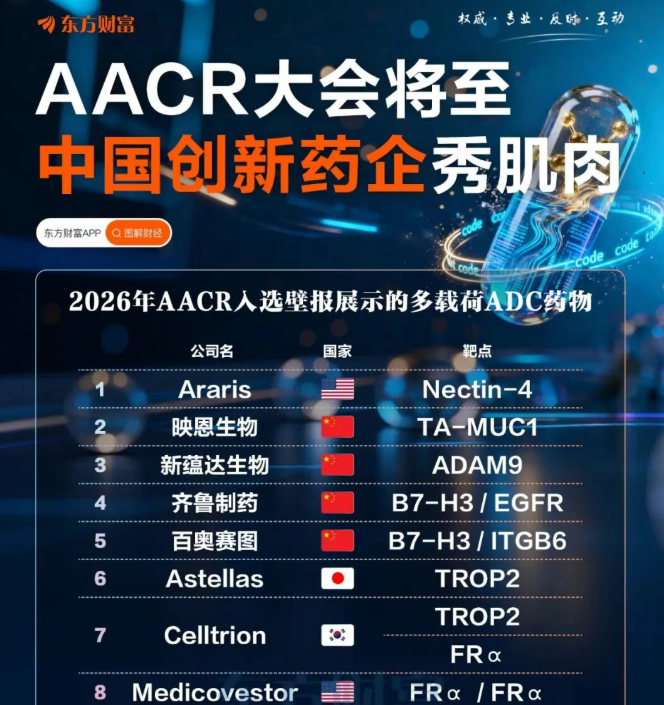 东方财富
权威·专业·及时·互动
AACR大会将至
中国创新药企秀肌肉
东方财富APP 图解财经
code code code code
2026年AACR入选壁报展示的多载荷ADC药物
公司名 国家 靶点
1 Araris Nectin-4
2 映恩生物 TA-MUC1
3 新蕴达生物 ADAM9
4 齐鲁制药 B7-H3 / EGFR
5 百奥赛图 B7-H3 / ITGB6
6 Astellas TROP2
7 Celltrion TROP2
FRα
8 Medicovestor FRα / FRα